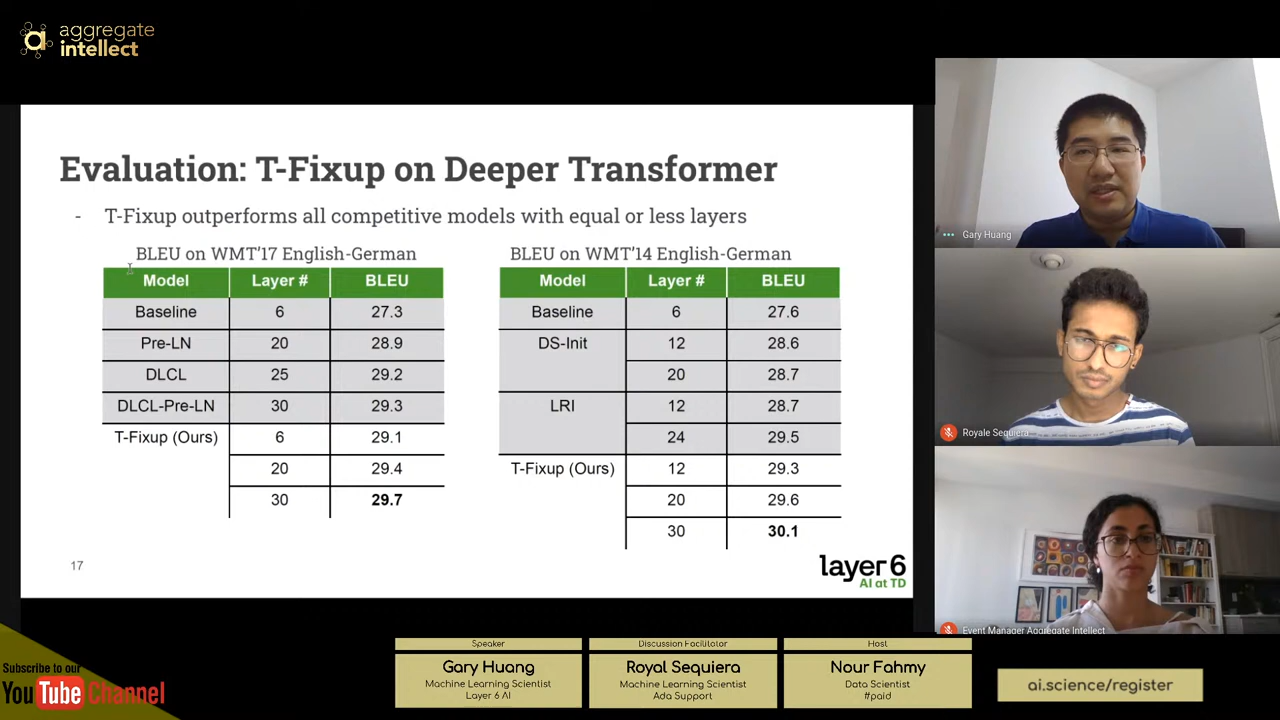 aggregate
intellect
Evaluation: T-Fixup on Deeper Transformer
- T-Fixup outperforms all competitive models with equal or less layers
BLEU on WMT'17 English-German
Model Layer # BLEU
Baseline 6 27.3
Pre-LN 20 28.9
DLCL 25 29.2
DLCL-Pre-LN 30 29.3
T-Fixup (Ours) 6 29.1
20 29.4
30 29.7
BLEU on WMT'14 English-German
Model Layer # BLEU
Baseline 6 27.6
DS-Init 12 28.6
20 28.7
LRI 12 28.7
24 29.5
T-Fixup (Ours) 12 29.3
20 29.6
30 30.1
17
layer 6
AI at TD
Gary Huang
Royale Sequiera
Event Manager Aggregate Intellect
Subscribe to our
YouTube Channel
Speaker
Gary Huang
Machine Learning Scientist
Layer 6 AI
Discussion Facilitator
Royal Sequiera
Machine Learning Scientist
Ada Support
Host
Nour Fahmy
Data Scientist
#paid
ai.science/register